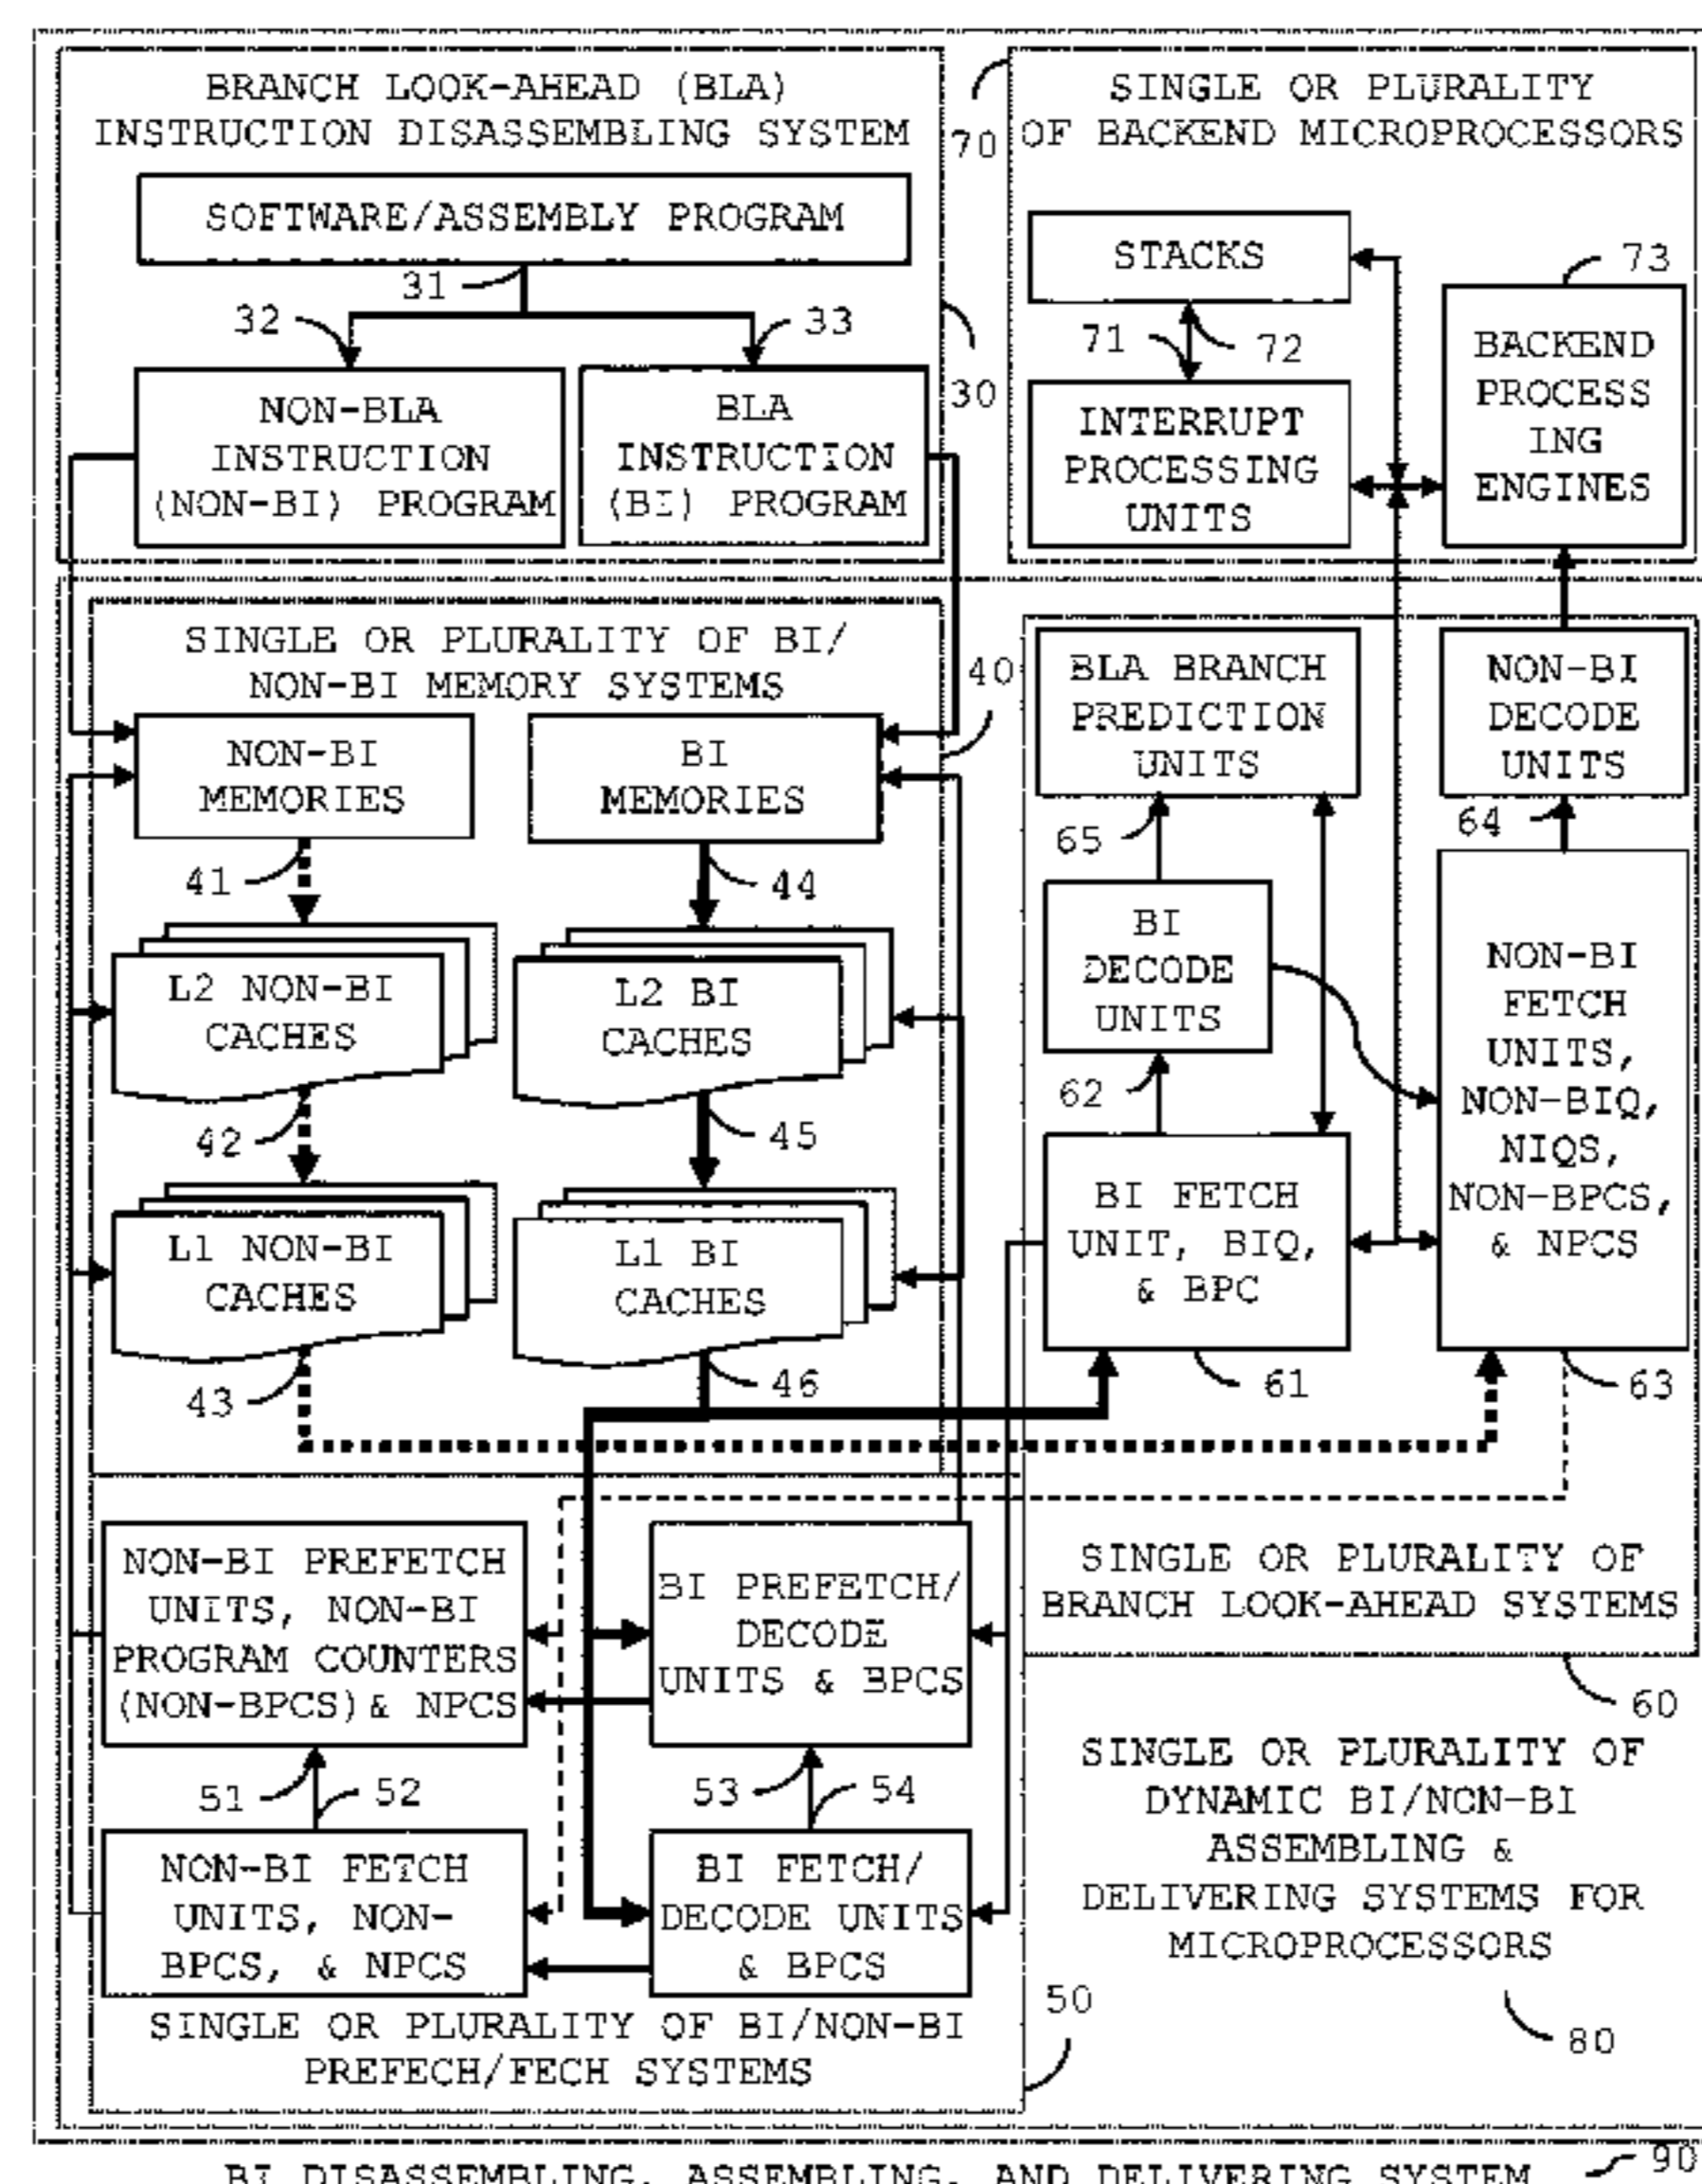 BRANCH LOOK-AHEAD (BLA)
INSTRUCTION DISASSEMBLING SYSTEM
SOFTWARE/ASSEMBLY PROGRAM
31
32
33
NON-BLA
INSTRUCTION
(NON-BI) PROGRAM
BLA
INSTRUCTION
(BI) PROGRAM
30
70
SINGLE OR PLURALITY
OF BACKEND MICROPROCESSORS
STACKS
71
72
73
INTERRUPT
PROCESSING
UNITS
BACKEND
PROCESS
ING
ENGINES
SINGLE OR PLURALITY OF BI/
NON-BI MEMORY SYSTEMS
40
NON-BI
MEMORIES
BI
MEMORIES
41
44
L2 NON-BI
CACHES
L2 BI
CACHES
42
45
L1 NON-BI
CACHES
L1 BI
CACHES
43
46
BLA BRANCH
PREDICTION
UNITS
NON-BI
DECODE
UNITS
65
64
BI
DECODE
UNITS
62
NON-BI
FETCH
UNITS,
NON-BIQ,
NIQS,
NON-BPCS,
& NPCS
BI FETCH
UNIT, BIQ,
& BPC
61
63
SINGLE OR PLURALITY OF
BRANCH LOOK-AHEAD SYSTEMS
60
NON-BI PREFETCH
UNITS, NON-BI
PROGRAM COUNTERS
(NON-BPCS)& NPCS
BI PREFETCH/
DECODE
UNITS & BPCS
51
52
53
54
NON-BI FETCH
UNITS, NON-
BPCS, & NPCS
BI FETCH/
DECODE UNITS
& BPCS
SINGLE OR PLURALITY OF BI/NON-BI
PREFECH/FECH SYSTEMS
50
SINGLE OR PLURALITY OF
DYNAMIC BI/NON-BI
ASSEMBLING &
DELIVERING SYSTEMS FOR
MICROPROCESSORS
80
BI DISASSEMBLING, ASSEMBLING, AND DELIVERING SYSTEM
90